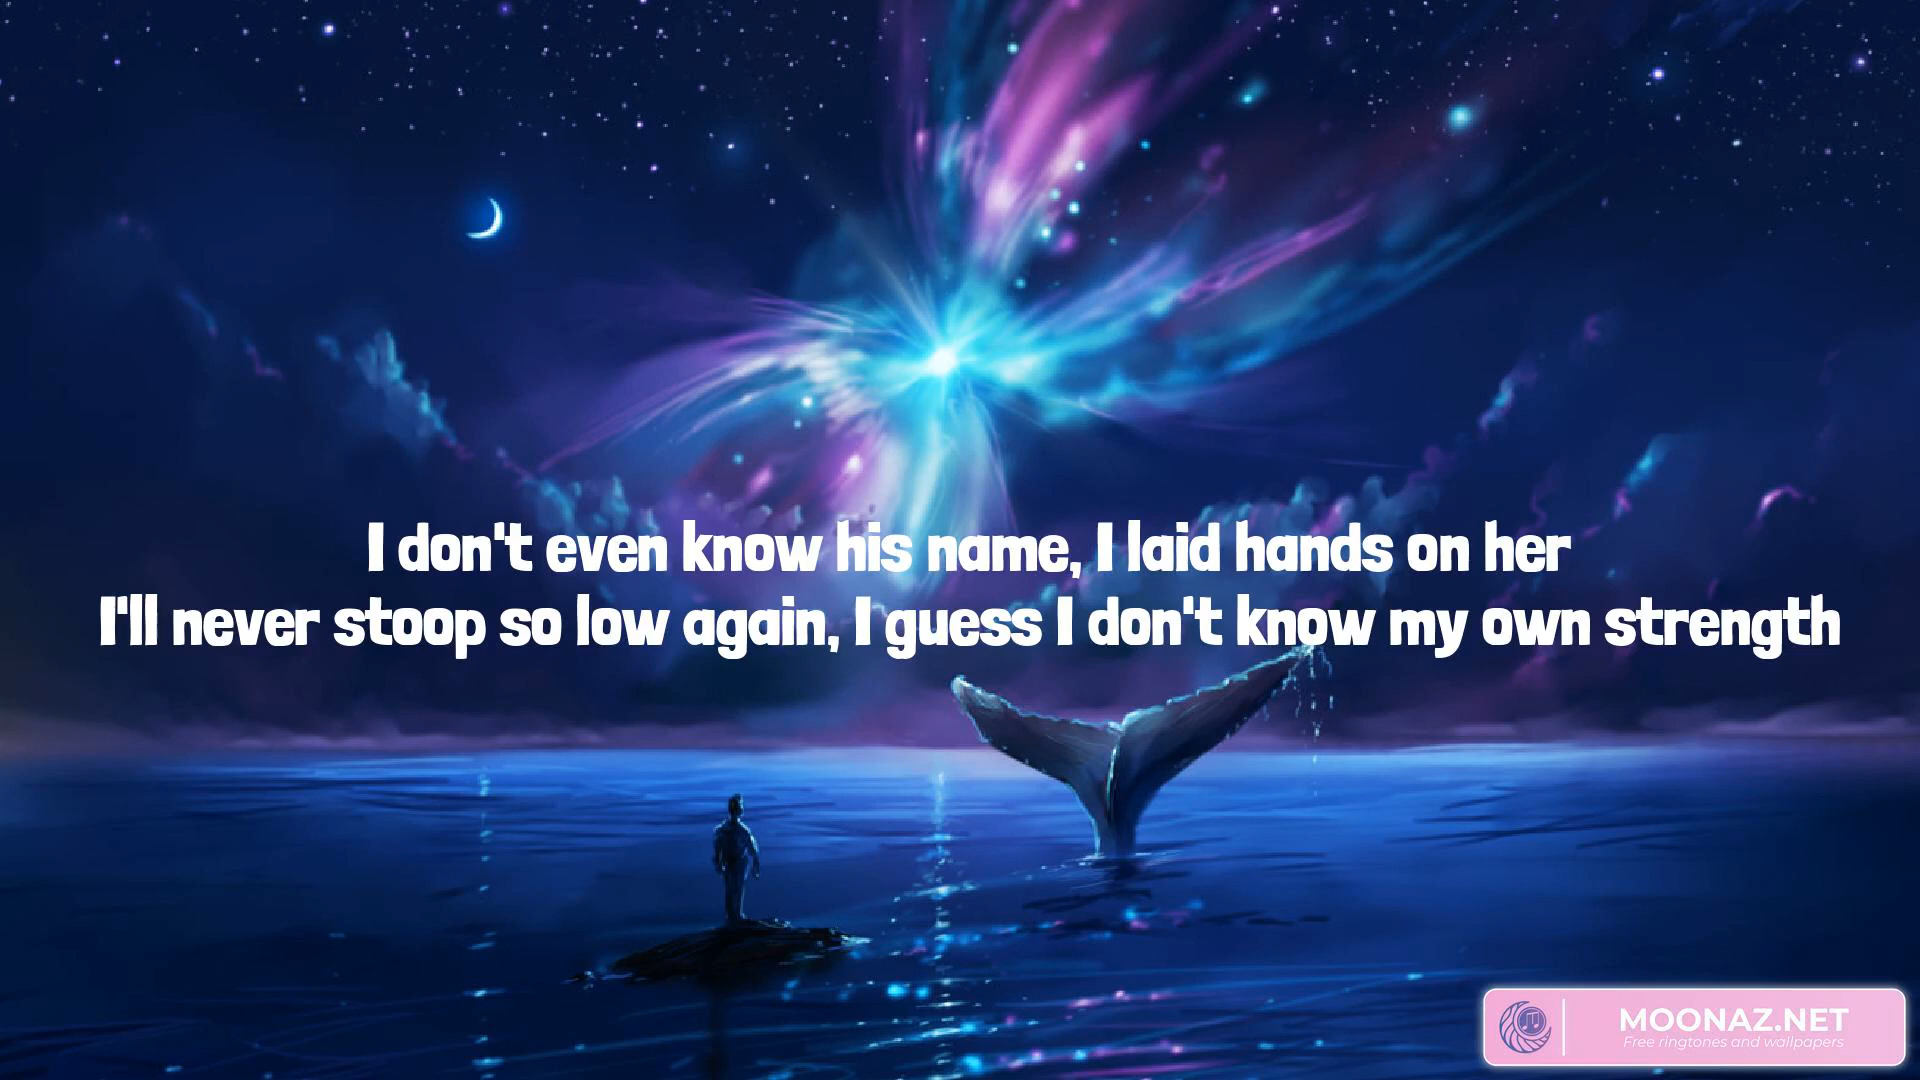 I don't even know his name, I laid hands on her
I'll never stoop so low again, I guess I don't know my own strength
MOONAZ.NET
Free ringtones and wallpapers